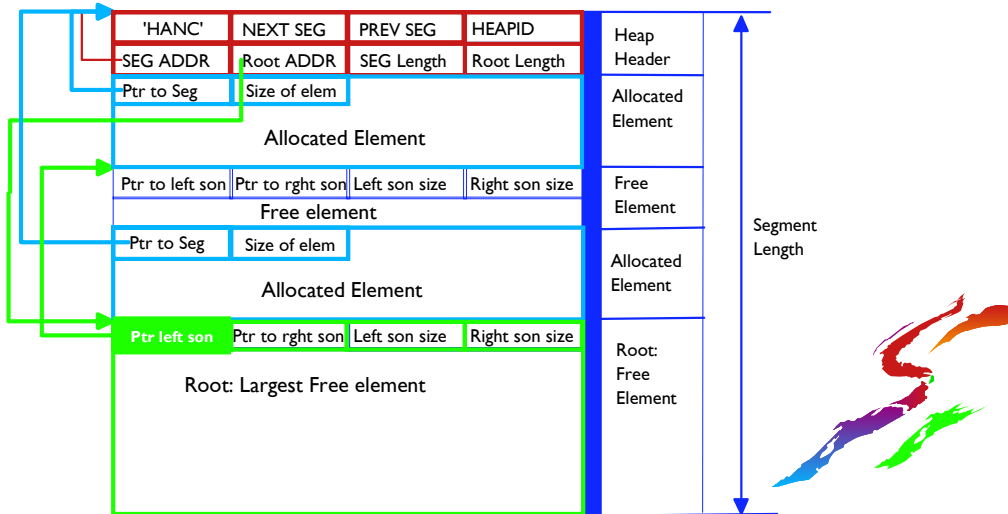 'HANC' NEXT SEG PREV SEG HEAPID
SEG ADDR Root ADDR SEG Length Root Length
Heap
Header
Ptr to Seg Size of elem
Allocated Element
Allocated
Element
Ptr to left son Ptr to rght son Left son size Right son size
Free element
Free
Element
Ptr to Seg Size of elem
Allocated Element
Allocated
Element
Segment
Length
Ptr left son Ptr to rght son Left son size Right son size
Root: Largest Free element
Root:
Free
Element